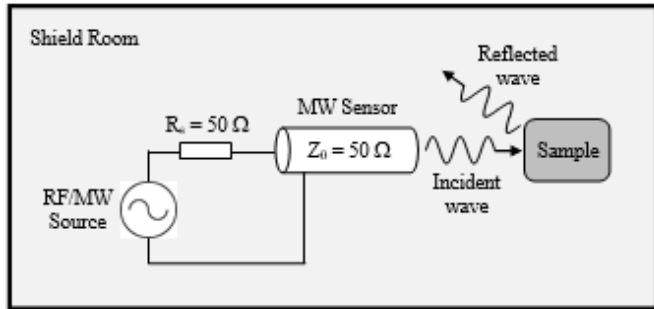 Shield Room
Reflected
wave
MW Sensor
Rₛ = 50 Ω
Z₀ = 50 Ω
Sample
Incident
wave
RF/MW
Source